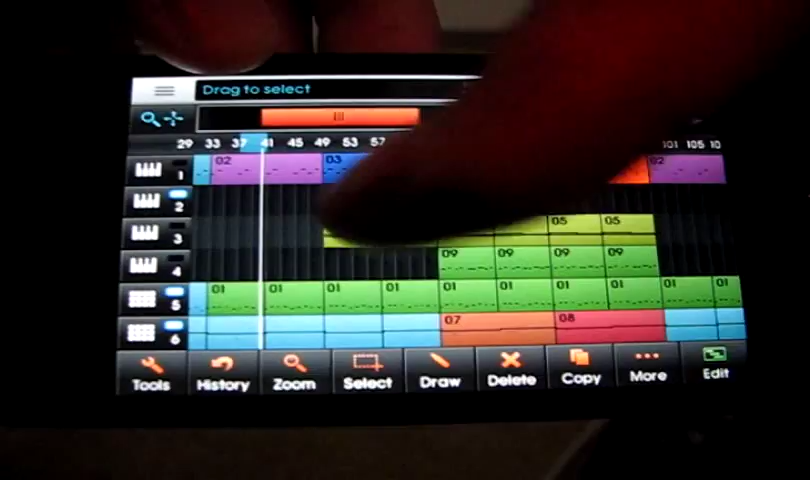 Drag to select
29 33 37 41 45 49 53 57 101 105 10
1 02 03 02
2
3 05 05
4 09 09 09 09
5 01 01 01 01 01 01 01 01 01 01
6 07 08
Tools History Zoom Select Draw Delete Copy More Edit